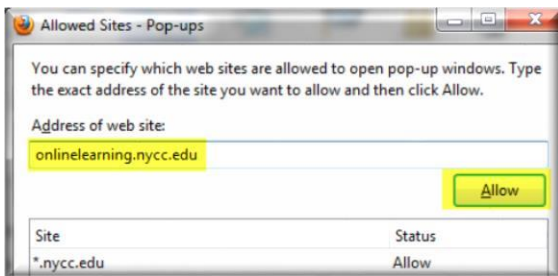 Allowed Sites - Pop-ups
You can specify which web sites are allowed to open pop-up windows. Type
the exact address of the site you want to allow and then click Allow.
Address of web site:
onlinelearning.nycc.edu
Allow
Site Status
*.nycc.edu Allow